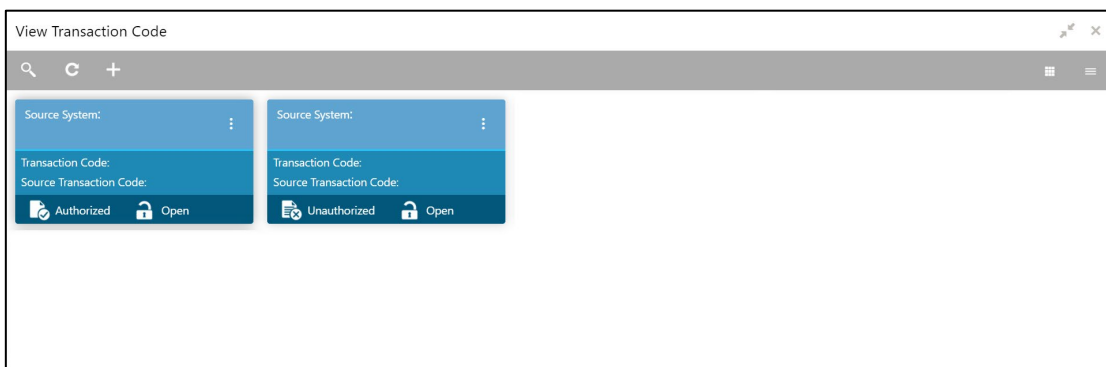 View Transaction Code
Source System:
Transaction Code:
Source Transaction Code:
Authorized Open
Source System:
Transaction Code:
Source Transaction Code:
Unauthorized Open